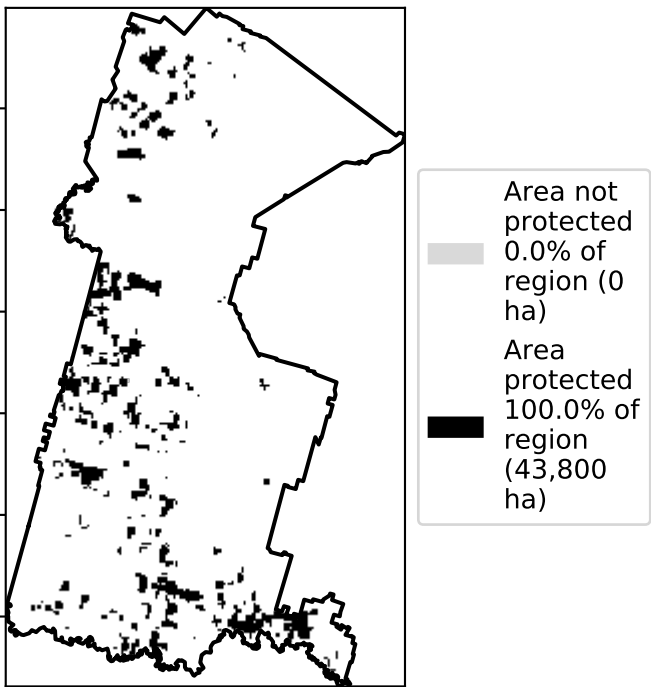 Area not
protected
0.0% of
region (0
ha)
Area
protected
100.0% of
region
(43,800
ha)